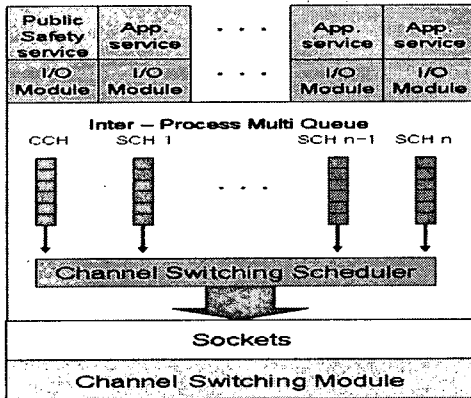 Public Safety service
App. service
. . .
App. service
App. service
I/O Module
I/O Module
. . .
I/O Module
I/O Module
Inter – Process Multi Queue
CCH
SCH 1
SCH n-1
SCH n
. . .
Channel Switching Scheduler
Sockets
Channel Switching Module